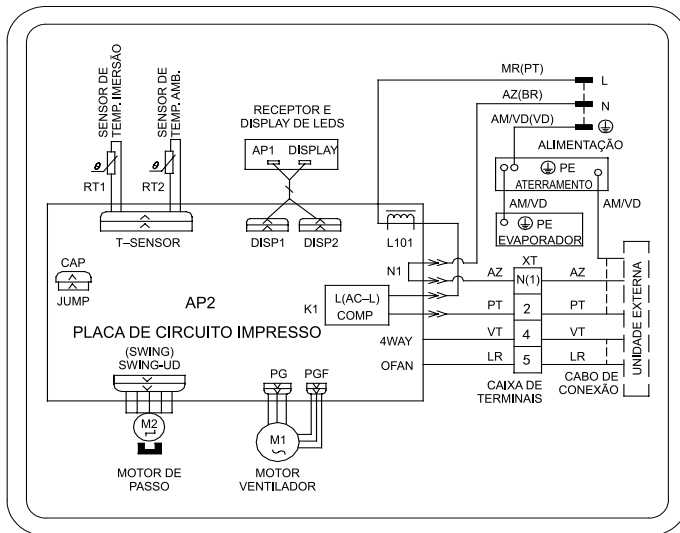 MR(PT)
L
AZ(BR)
N
AM/VD(VD)
ALIMENTAÇÃO
SENSOR DE
TEMP. IMERSÃO
SENSOR DE
TEMP. AMB.
RECEPTOR E
DISPLAY DE LEDS
AP1 DISPLAY
θ
RT1
θ
RT2
PE
ATERRAMENTO
AM/VD
AM/VD
PE
EVAPORADOR
T–SENSOR
DISP1
DISP2
L101
CAP
JUMP
AP2
PLACA DE CIRCUITO IMPRESSO
N1
K1
L(AC–L)
COMP
4WAY
OFAN
XT
AZ N(1) AZ
PT 2 PT
VT 4 VT
LR 5 LR
CAIXA DE
TERMINAIS
CABO DE
CONEXÃO
UNIDADE EXTERNA
(SWING)
SWING-UD
M2
MOTOR DE
PASSO
PG
PGF
M1
MOTOR
VENTILADOR